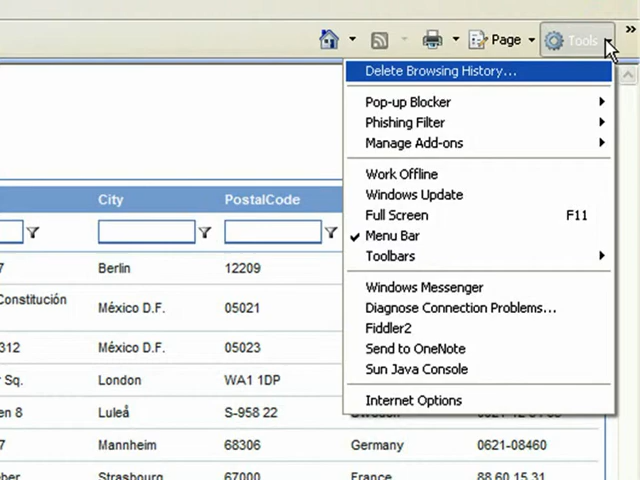 Page Tools »
Delete Browsing History...
Pop-up Blocker
Phishing Filter
Manage Add-ons
Work Offline
Windows Update
Full Screen F11
Menu Bar
Toolbars
Windows Messenger
Diagnose Connection Problems...
Fiddler2
Send to OneNote
Sun Java Console
Internet Options
City PostalCode
7 Berlin 12209
Constitución México D.F. 05021
312 México D.F. 05023
Sq. London WA1 1DP
en 8 Luleå S-958 22
7 Mannheim 68306 Germany 0621-08460
Strasbourg 67000 France 88.60.15.31